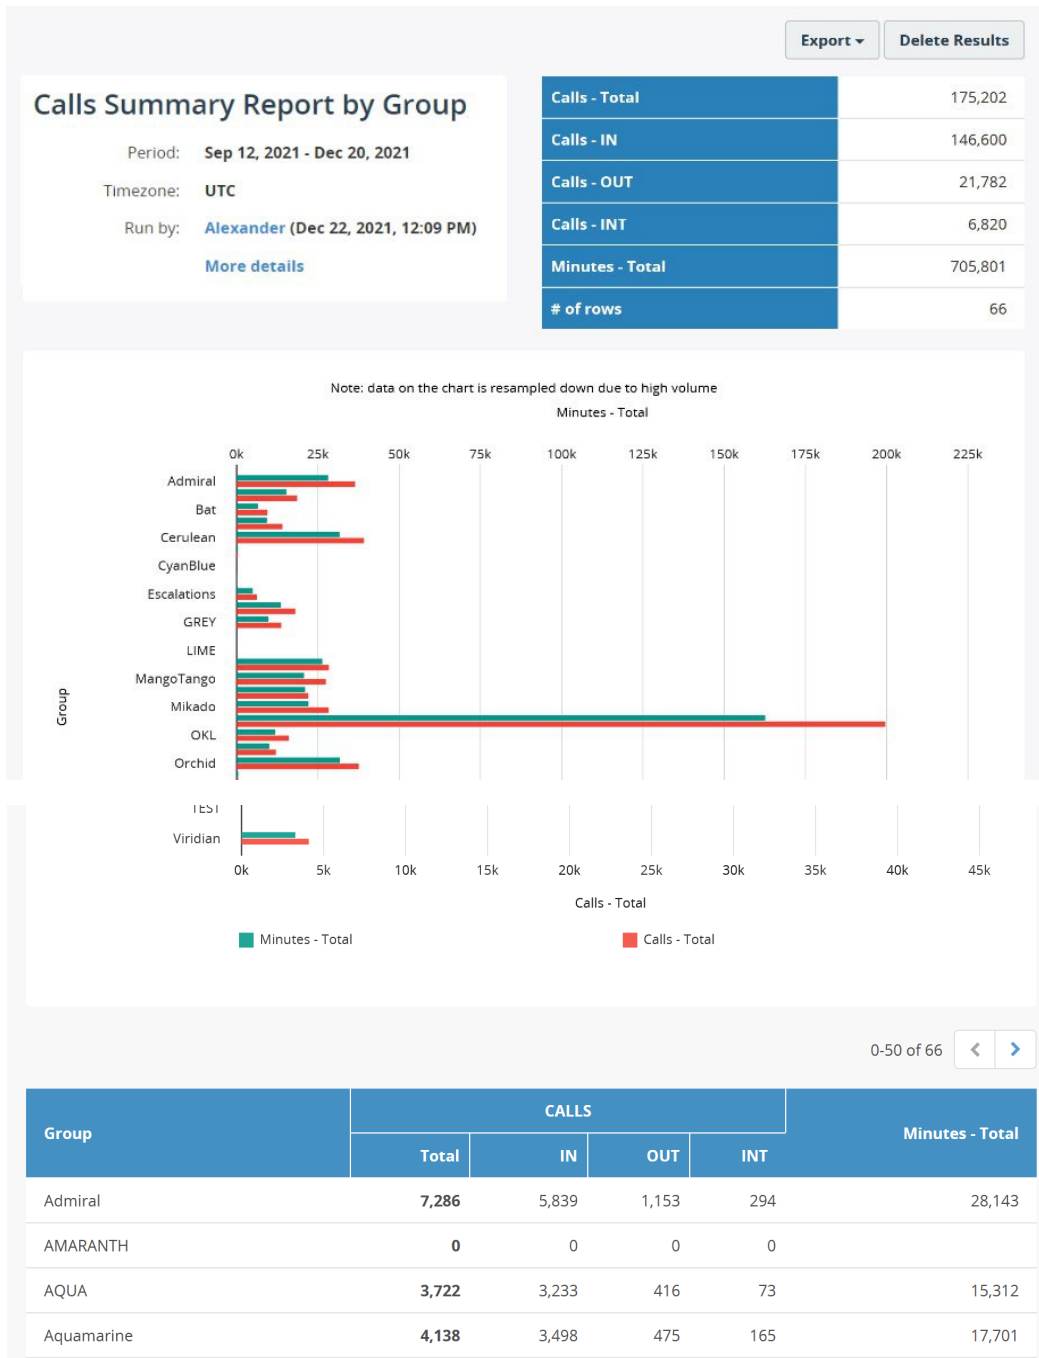 Export Delete Results
Calls Summary Report by Group
Period: Sep 12, 2021 - Dec 20, 2021
Timezone: UTC
Run by: Alexander (Dec 22, 2021, 12:09 PM)
More details
Calls - Total 175,202
Calls - IN 146,600
Calls - OUT 21,782
Calls - INT 6,820
Minutes - Total 705,801
# of rows 66
Note: data on the chart is resampled down due to high volume
Minutes - Total
0k 25k 50k 75k 100k 125k 150k 175k 200k 225k
Group
Admiral
Bat
Cerulean
CyanBlue
Escalations
GREY
LIME
MangoTango
Mikado
OKL
Orchid
TEST
Viridian
0k 5k 10k 15k 20k 25k 30k 35k 40k 45k
Calls - Total
Minutes - Total Calls - Total
0-50 of 66
Group CALLS Minutes - Total
Total IN OUT INT
Admiral 7,286 5,839 1,153 294 28,143
AMARANTH 0 0 0 0
AQUA 3,722 3,233 416 73 15,312
Aquamarine 4,138 3,498 475 165 17,701